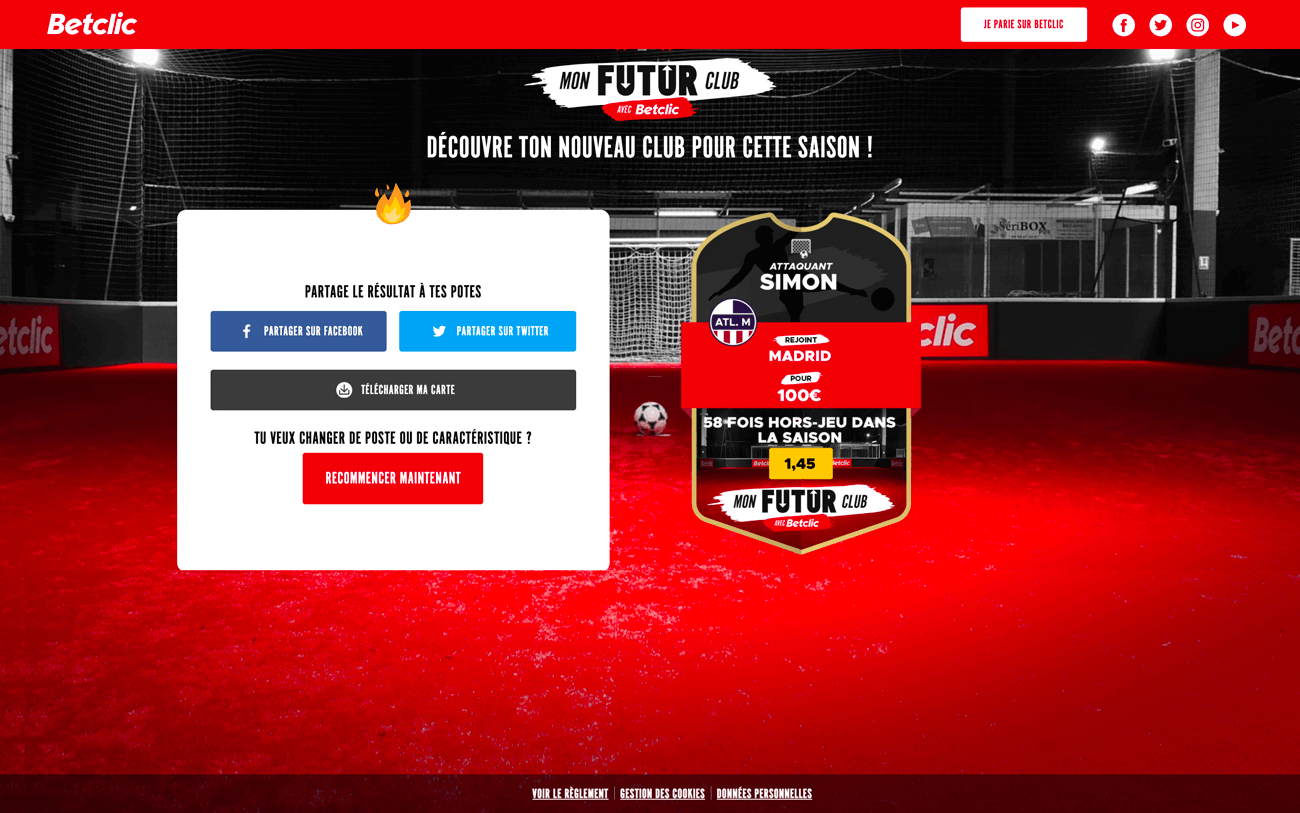 Betclic
JE PARIE SUR BETCLIC
MON FUTUR CLUB
AVEC Betclic
DÉCOUVRE TON NOUVEAU CLUB POUR CETTE SAISON !
PARTAGE LE RÉSULTAT À TES POTES
PARTAGER SUR FACEBOOK
PARTAGER SUR TWITTER
TÉLÉCHARGER MA CARTE
TU VEUX CHANGER DE POSTE OU DE CARACTÉRISTIQUE ?
RECOMMENCER MAINTENANT
SériBOX
etclic
clic
Betclic
ATTAQUANT
SIMON
ATL. M
REJOINT
MADRID
POUR
100€
58 FOIS HORS-JEU DANS
LA SAISON
1,45
MON FUTUR CLUB
AVEC Betclic
VOIR LE RÈGLEMENT
GESTION DES COOKIES
DONNÉES PERSONNELLES